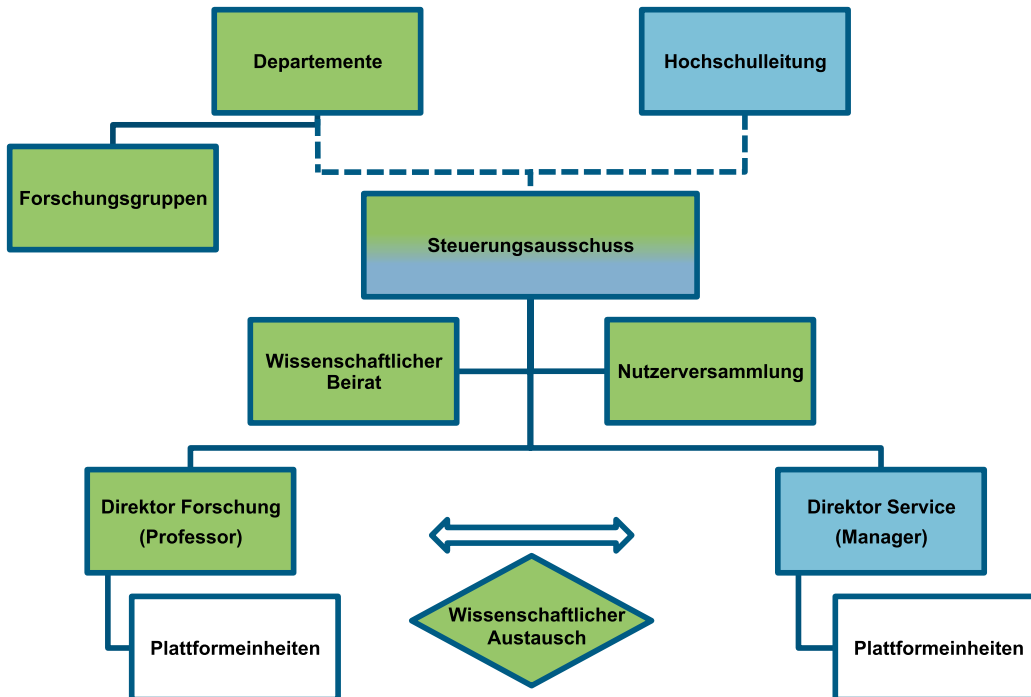 Departemente
Hochschulleitung
Forschungsgruppen
Steuerungsausschuss
Wissenschaftlicher
Beirat
Nutzerversammlung
Direktor Forschung
(Professor)
Direktor Service
(Manager)
Wissenschaftlicher
Austausch
Plattformeinheiten
Plattformeinheiten